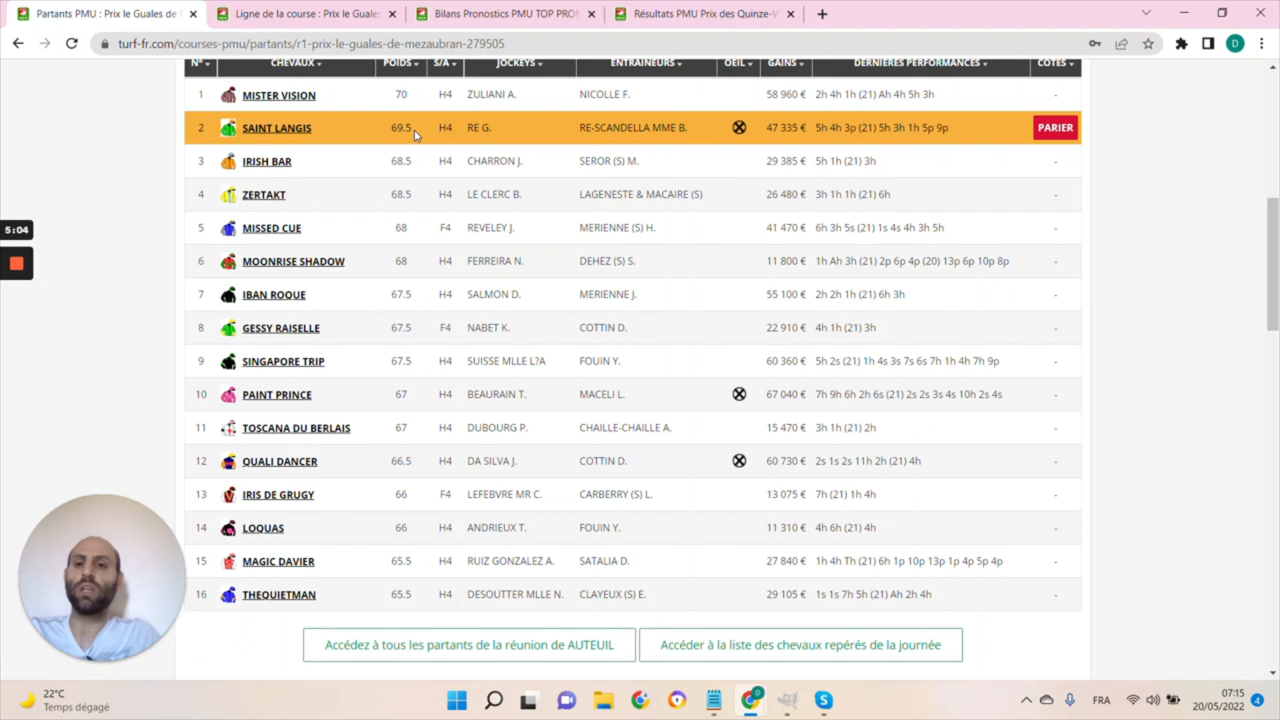 Partants PMU : Prix le Guales de
Ligne de la course : Prix le Guales
Bilans Pronostics PMU TOP PRON
Résultats PMU Prix des Quinze-V
turf-fr.com/courses-pmu/partants/r1-prix-le-guales-de-mezaubran-279505
N° CHEVAUX POIDS S/A JOCKEYS ENTRAINEURS OEIL GAINS DERNIÈRES PERFORMANCES COTES
1 MISTER VISION 70 H4 ZULIANI A. NICOLLE F. 58 960 € 2h 4h 1h (21) Ah 4h 5h 3h -
2 SAINT LANGIS 69.5 H4 RE G. RE-SCANDELLA MME B. 47 335 € 5h 4h 3p (21) 5h 3h 1h 5p 9p PARIER
3 IRISH BAR 68.5 H4 CHARRON J. SEROR (S) M. 29 385 € 5h 1h (21) 3h -
4 ZERTAKT 68.5 H4 LE CLERC B. LAGENESTE & MACAIRE (S) 26 480 € 3h 1h 1h (21) 6h -
5 MISSED CUE 68 F4 REVELEY J. MERIENNE (S) H. 41 470 € 6h 3h 5s (21) 1s 4s 4h 3h 5h -
6 MOONRISE SHADOW 68 H4 FERREIRA N. DEHEZ (S) S. 11 800 € 1h Ah 3h (21) 2p 6p 4p (20) 13p 6p 10p 8p -
7 IBAN ROQUE 67.5 H4 SALMON D. MERIENNE J. 55 100 € 2h 2h 1h (21) 6h 3h -
8 GESSY RAISELLE 67.5 F4 NABET K. COTTIN D. 22 910 € 4h 1h (21) 3h -
9 SINGAPORE TRIP 67.5 H4 SUISSE MLLE L?A FOUIN Y. 60 360 € 5h 2s (21) 1h 4s 3s 7s 6s 7h 1h 4h 7h 9p -
10 PAINT PRINCE 67 H4 BEAURAIN T. MACELI L. 67 040 € 7h 9h 6h 2h 6s (21) 2s 2s 3s 4s 10h 2s 4s -
11 TOSCANA DU BERLAIS 67 H4 DUBOURG P. CHAILLE-CHAILLE A. 15 470 € 3h 1h (21) 2h -
12 QUALI DANCER 66.5 H4 DA SILVA J. COTTIN D. 60 730 € 2s 1s 2s 11h 2h (21) 4h -
13 IRIS DE GRUGY 66 F4 LEFEBVRE MR C. CARBERRY (S) L. 13 075 € 7h (21) 1h 4h -
14 LOQUAS 66 H4 ANDRIEUX T. FOUIN Y. 11 310 € 4h 6h (21) 4h -
15 MAGIC DAVIER 65.5 H4 RUIZ GONZALEZ A. SATALIA D. 27 840 € 1h 4h Th (21) 6h 1p 10p 13p 1p 4p 5p 4p -
16 THEQUIETMAN 65.5 H4 DESOUTTER MLLE N. CLAYEUX (S) E. 29 105 € 1s 1s 7h 5h (21) Ah 2h 4h -
5:04
Accédez à tous les partants de la réunion de AUTEUIL
Accéder à la liste des chevaux repérés de la journée
22°C
Temps dégagé
FRA
07:15
20/05/2022
4
D
D